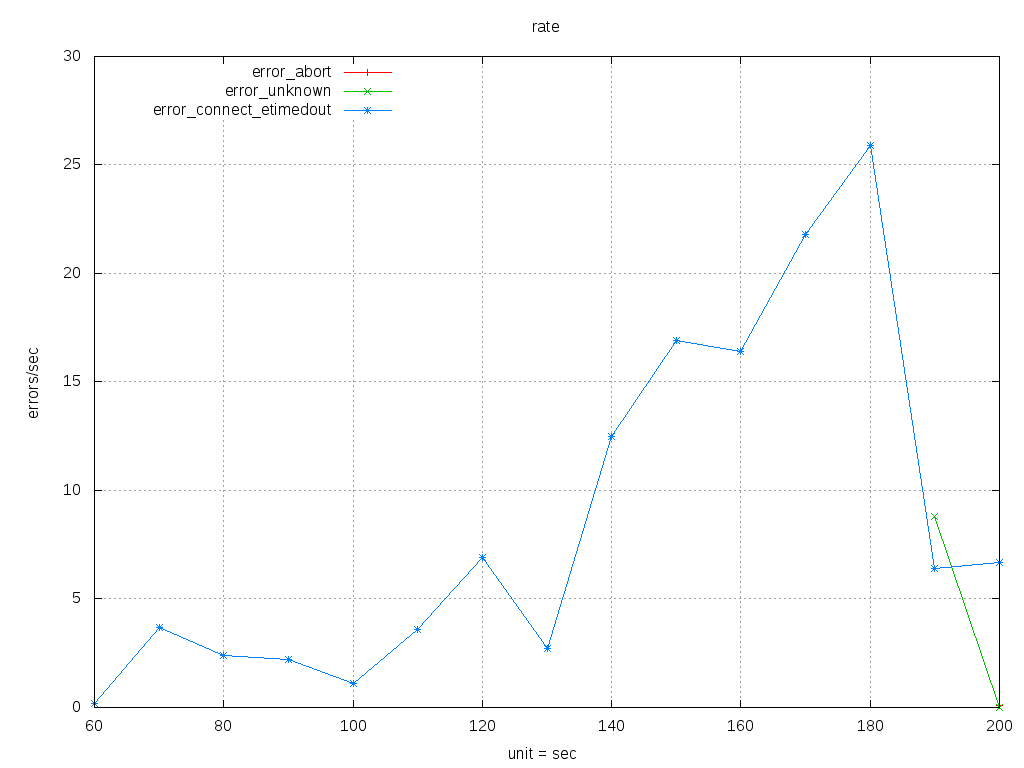 rate
30
25
20
15
10
5
0
errors/sec
error_abort
error_unknown
error_connect_etimedout
60 80 100 120 140 160 180 200
unit = sec